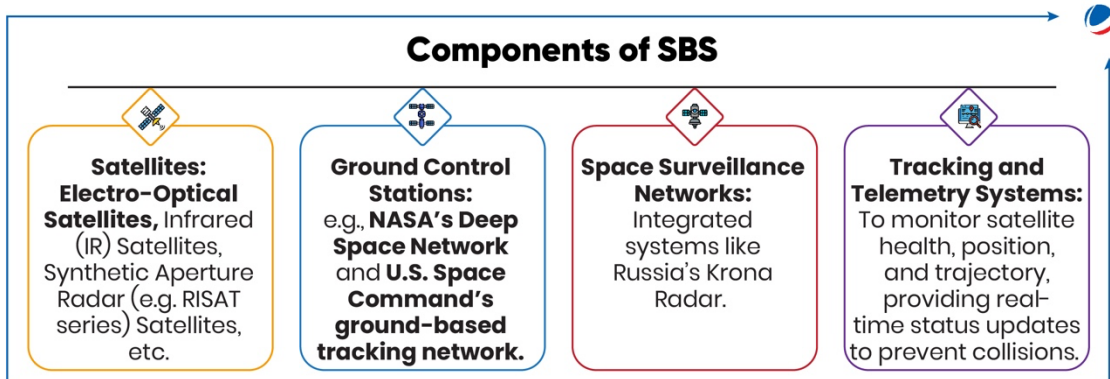 Components of SBS
Satellites:
Electro-Optical
Satellites, Infrared
(IR) Satellites,
Synthetic Aperture
Radar (e.g. RISAT
series) Satellites,
etc.
Ground Control
Stations:
e.g., NASA's Deep
Space Network
and U.S. Space
Command's
ground-based
tracking network.
Space Surveillance
Networks:
Integrated
systems like
Russia's Krona
Radar.
Tracking and
Telemetry Systems:
To monitor satellite
health, position,
and trajectory,
providing real-
time status updates
to prevent collisions.